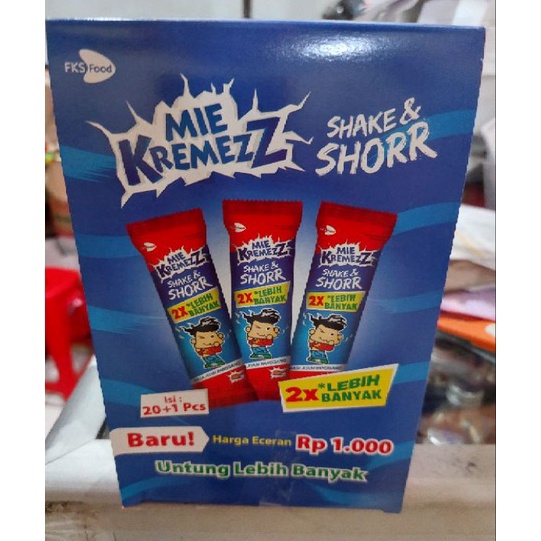 FKS Food
MIE
KREMEZZ
SHAKE &
SHORR
MIE
KREMEZZ
SHAKE &
SHORR
2X *LEBIH
BANYAK
MIE
KREMEZZ
SHAKE &
SHORR
2X *LEBIH
BANYAK
MIE
KREMEZZ
SHAKE &
SHORR
2X *LEBIH
BANYAK
Isi :
20+1 Pcs
2x *LEBIH
BANYAK
Baru! Harga Eceran Rp 1.000
Untung Lebih Banyak